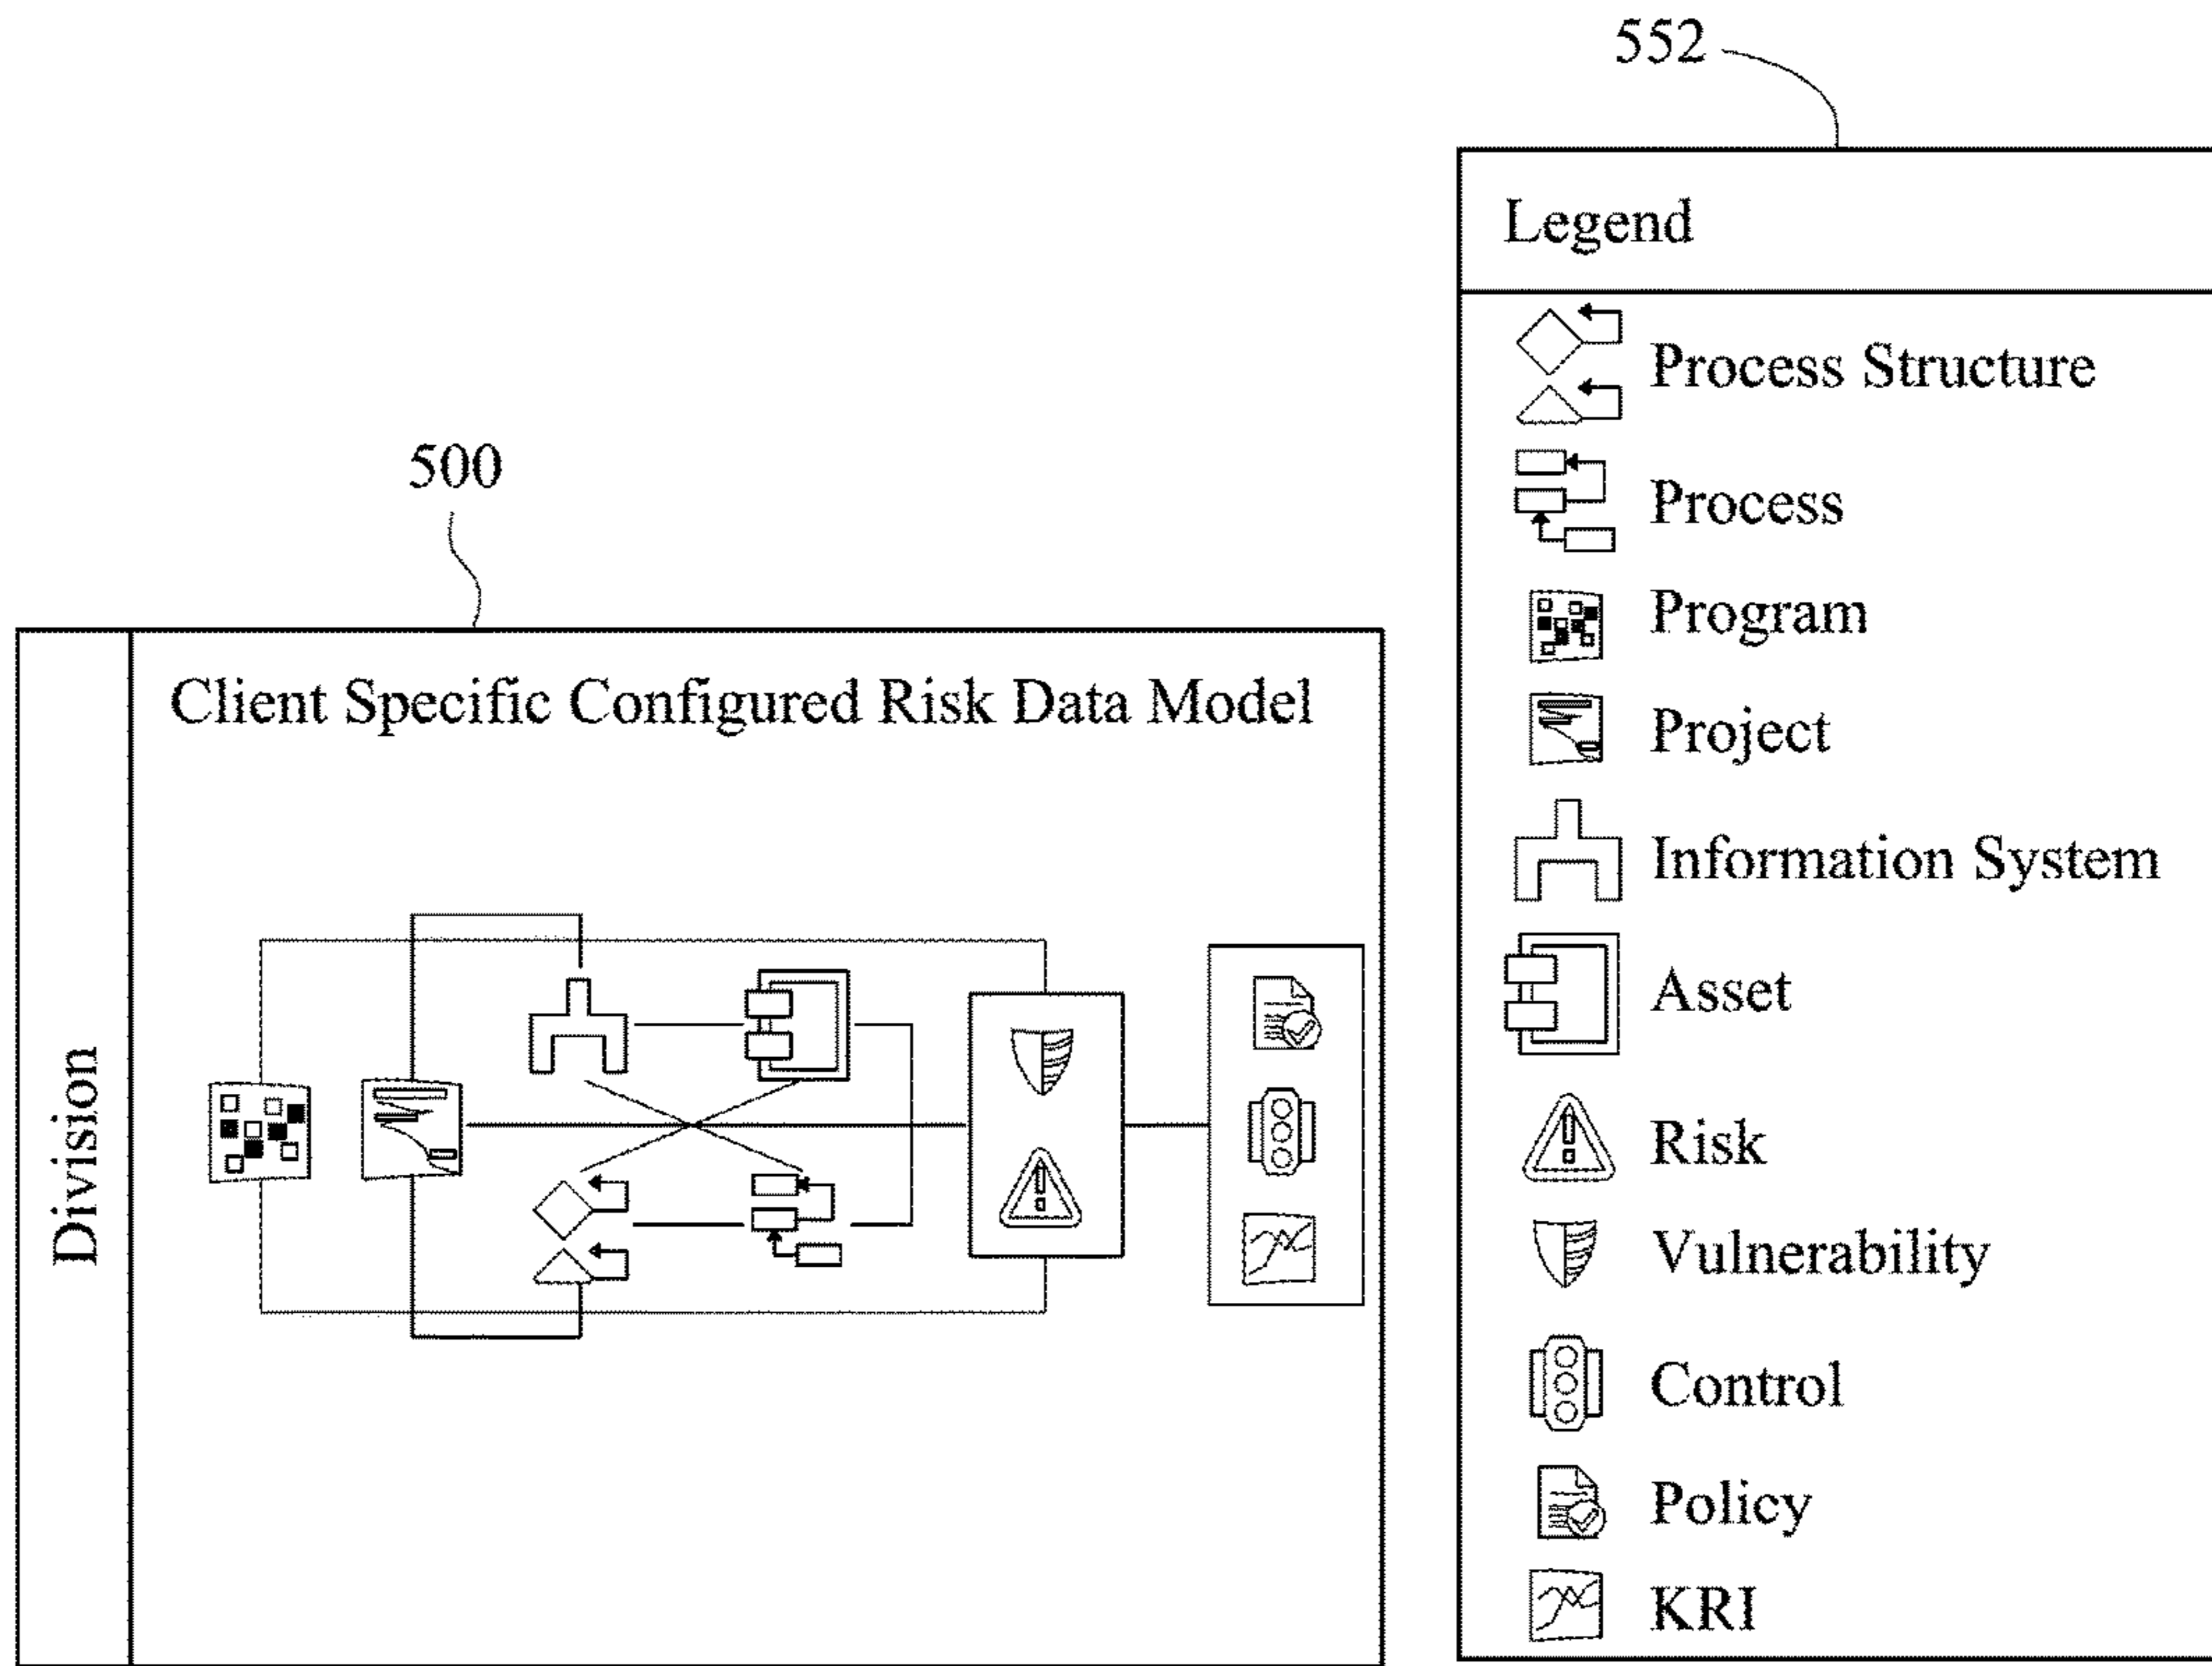 552
Legend
Process Structure
Process
Program
Project
Information System
Asset
Risk
Vulnerability
Control
Policy
KRI
500
Client Specific Configured Risk Data Model
Division